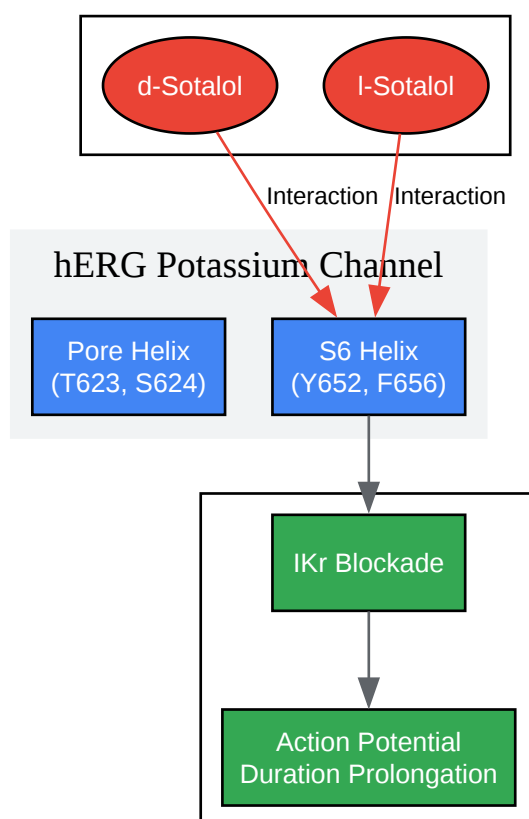 d-Sotalol
l-Sotalol
Interaction
Interaction
hERG Potassium Channel
Pore Helix
(T623, S624)
S6 Helix
(Y652, F656)
IKr Blockade
Action Potential
Duration Prolongation